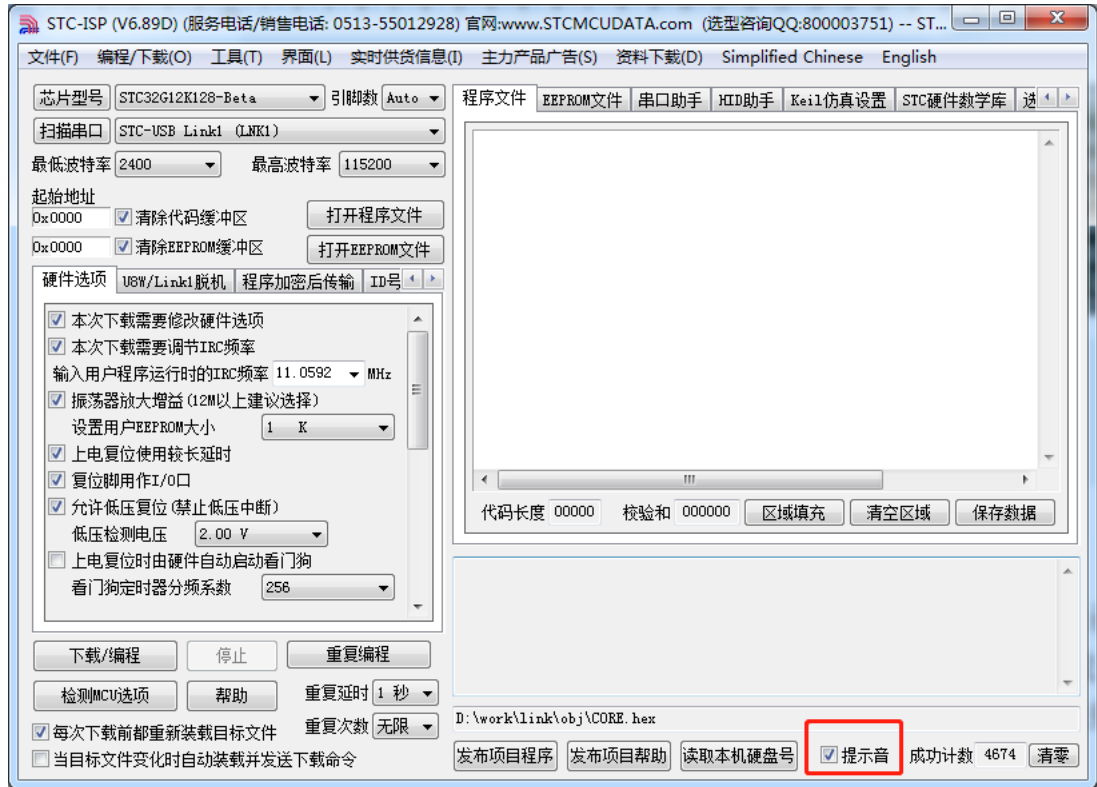 STC-ISP (V6.89D) (服务电话/销售电话: 0513-55012928) 官网:www.STCMCUDATA.com (选型咨询QQ:800003751) -- ST...
文件(F) 编程/下载(O) 工具(T) 界面(L) 实时供货信息(I) 主力产品广告(S) 资料下载(D) Simplified Chinese English
芯片型号 STC32G12K128-Beta 引脚数 Auto
扫描串口 STC-USB Link1 (LNK1)
最低波特率 2400 最高波特率 115200
起始地址
0x0000 清除代码缓冲区 打开程序文件
0x0000 清除EEPROM缓冲区 打开EEPROM文件
硬件选项 U8W/Link1脱机 程序加密后传输 ID号
本次下载需要修改硬件选项
本次下载需要调节IRC频率
输入用户程序运行时的IRC频率 11.0592 MHz
振荡器放大增益(12M以上建议选择)
设置用户EEPROM大小 1 K
上电复位使用较长延时
复位脚用作I/O口
允许低压复位(禁止低压中断)
低压检测电压 2.00 V
上电复位时由硬件自动启动看门狗
看门狗定时器分频系数 256
下载/编程 停止 重复编程
检测MCU选项 帮助 重复延时 1 秒
每次下载前都重新装载目标文件 重复次数 无限
当目标文件变化时自动装载并发送下载命令
程序文件 EEPROM文件 串口助手 HID助手 Keil仿真设置 STC硬件数学库 选
代码长度 00000 校验和 000000 区域填充 清空区域 保存数据
D:\work\link\obj\CORE.hex
发布项目程序 发布项目帮助 读取本机硬盘号 提示音 成功计数 4674 清零